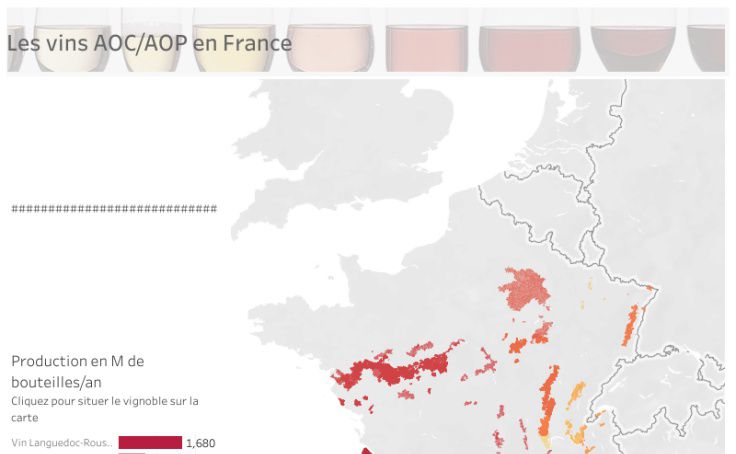 Les vins AOC/AOP en France
############################
Production en M de
bouteilles/an
Cliquez pour situer le vignoble sur la
carte
Vin Languedoc-Rous.. 1,680